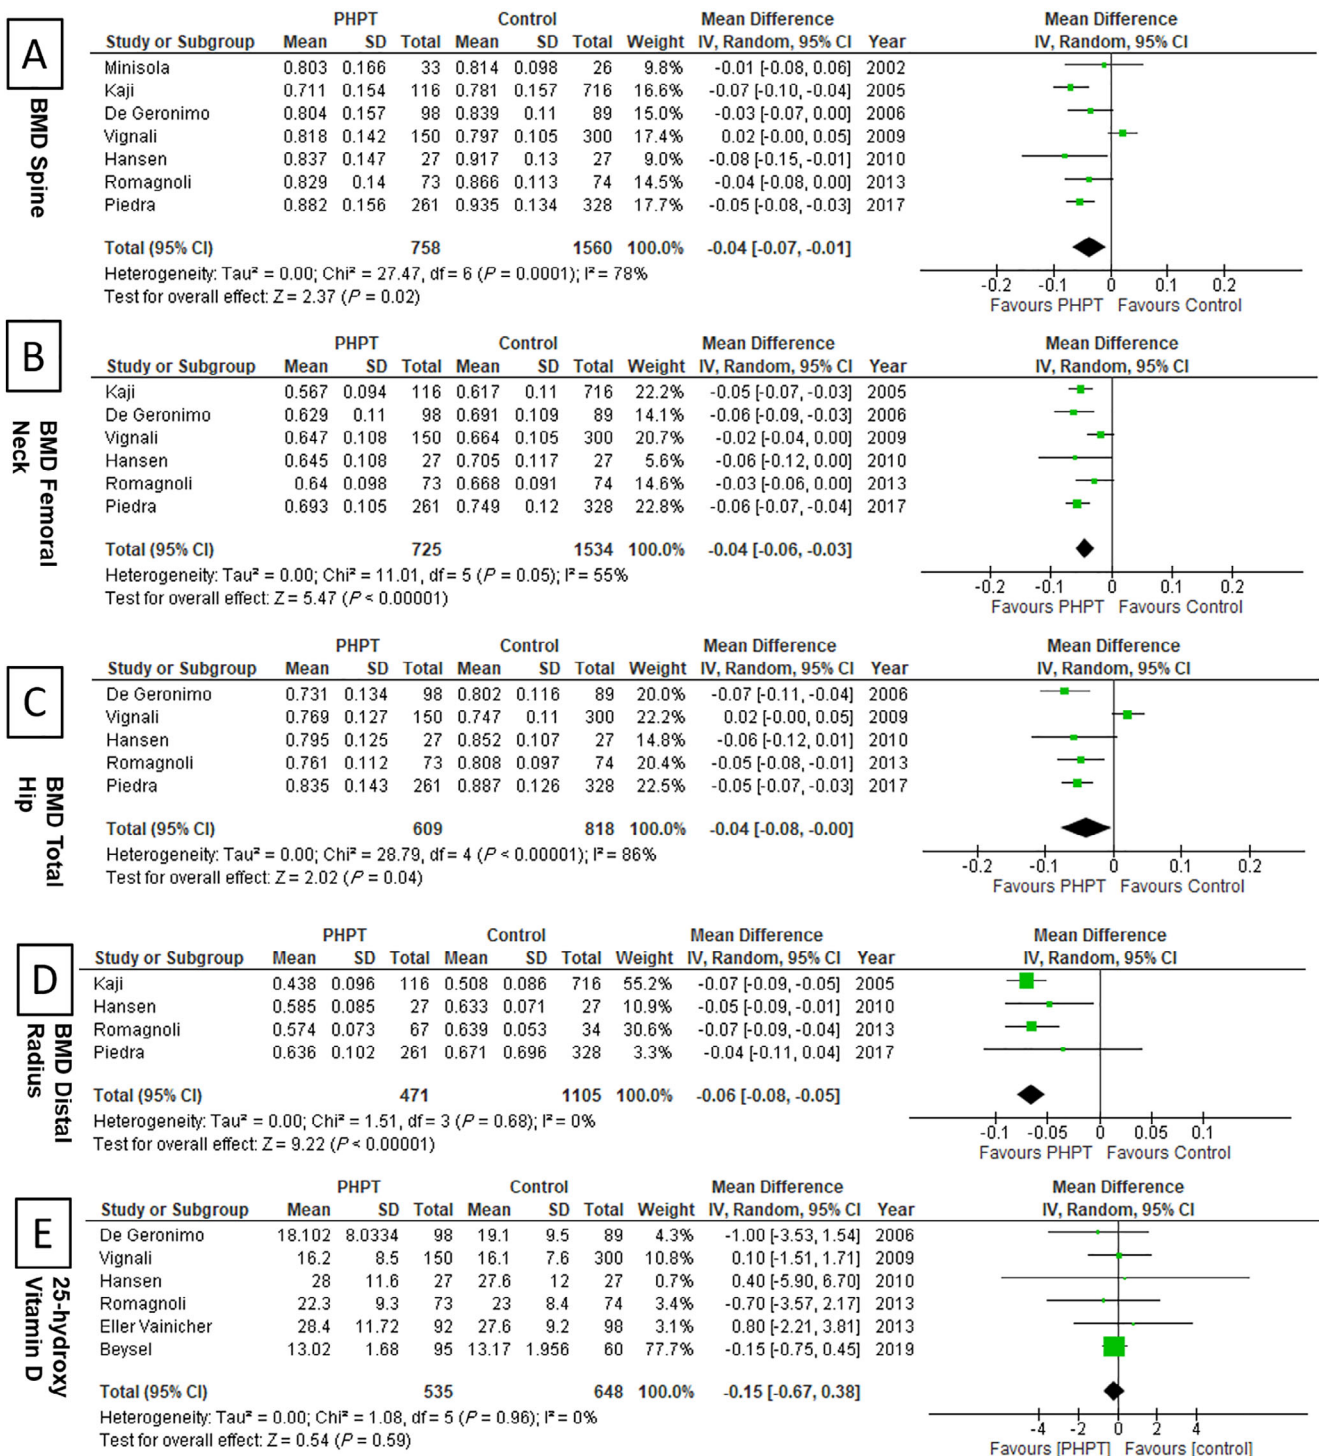 A
BMD Spine
PHPT Control Mean Difference Mean Difference
Study or Subgroup Mean SD Total Mean SD Total Weight IV, Random, 95% CI Year IV, Random, 95% CI
Minisola 0.803 0.166 33 0.814 0.098 26 9.8% -0.01 [-0.08, 0.06] 2002
Kaji 0.711 0.154 116 0.781 0.157 716 16.6% -0.07 [-0.10, -0.04] 2005
De Geronimo 0.804 0.157 98 0.839 0.11 89 15.0% -0.03 [-0.07, 0.00] 2006
Vignali 0.818 0.142 150 0.797 0.105 300 17.4% 0.02 [-0.00, 0.05] 2009
Hansen 0.837 0.147 27 0.917 0.13 27 9.0% -0.08 [-0.15, -0.01] 2010
Romagnoli 0.829 0.14 73 0.866 0.113 74 14.5% -0.04 [-0.08, 0.00] 2013
Piedra 0.882 0.156 261 0.935 0.134 328 17.7% -0.05 [-0.08, -0.03] 2017
Total (95% CI) 758 1560 100.0% -0.04 [-0.07, -0.01]
Heterogeneity: Tau² = 0.00; Chi² = 27.47, df = 6 (P = 0.0001); I² = 78%
Test for overall effect: Z = 2.37 (P = 0.02)
-0.2 -0.1 0 0.1 0.2
Favours PHPT Favours Control
B
BMD Femoral
Neck
PHPT Control Mean Difference Mean Difference
Study or Subgroup Mean SD Total Mean SD Total Weight IV, Random, 95% CI Year IV, Random, 95% CI
Kaji 0.567 0.094 116 0.617 0.11 716 22.2% -0.05 [-0.07, -0.03] 2005
De Geronimo 0.629 0.11 98 0.691 0.109 89 14.1% -0.06 [-0.09, -0.03] 2006
Vignali 0.647 0.108 150 0.664 0.105 300 20.7% -0.02 [-0.04, 0.00] 2009
Hansen 0.645 0.108 27 0.705 0.117 27 5.6% -0.06 [-0.12, 0.00] 2010
Romagnoli 0.64 0.098 73 0.668 0.091 74 14.6% -0.03 [-0.06, 0.00] 2013
Piedra 0.693 0.105 261 0.749 0.12 328 22.8% -0.06 [-0.07, -0.04] 2017
Total (95% CI) 725 1534 100.0% -0.04 [-0.06, -0.03]
Heterogeneity: Tau² = 0.00; Chi² = 11.01, df = 5 (P = 0.05); I² = 55%
Test for overall effect: Z = 5.47 (P < 0.00001)
-0.2 -0.1 0 0.1 0.2
Favours PHPT Favours Control
C
BMD Total
Hip
PHPT Control Mean Difference Mean Difference
Study or Subgroup Mean SD Total Mean SD Total Weight IV, Random, 95% CI Year IV, Random, 95% CI
De Geronimo 0.731 0.134 98 0.802 0.116 89 20.0% -0.07 [-0.11, -0.04] 2006
Vignali 0.769 0.127 150 0.747 0.11 300 22.2% 0.02 [-0.00, 0.05] 2009
Hansen 0.795 0.125 27 0.852 0.107 27 14.8% -0.06 [-0.12, 0.01] 2010
Romagnoli 0.761 0.112 73 0.808 0.097 74 20.4% -0.05 [-0.08, -0.01] 2013
Piedra 0.835 0.143 261 0.887 0.126 328 22.5% -0.05 [-0.07, -0.03] 2017
Total (95% CI) 609 818 100.0% -0.04 [-0.08, -0.00]
Heterogeneity: Tau² = 0.00; Chi² = 28.79, df = 4 (P < 0.00001); I² = 86%
Test for overall effect: Z = 2.02 (P = 0.04)
-0.2 -0.1 0 0.1 0.2
Favours PHPT Favours Control
D
BMD Distal
Radius
PHPT Control Mean Difference Mean Difference
Study or Subgroup Mean SD Total Mean SD Total Weight IV, Random, 95% CI Year IV, Random, 95% CI
Kaji 0.438 0.096 116 0.508 0.086 716 55.2% -0.07 [-0.09, -0.05] 2005
Hansen 0.585 0.085 27 0.633 0.071 27 10.9% -0.05 [-0.09, -0.01] 2010
Romagnoli 0.574 0.073 67 0.639 0.053 34 30.6% -0.07 [-0.09, -0.04] 2013
Piedra 0.636 0.102 261 0.671 0.696 328 3.3% -0.04 [-0.11, 0.04] 2017
Total (95% CI) 471 1105 100.0% -0.06 [-0.08, -0.05]
Heterogeneity: Tau² = 0.00; Chi² = 1.51, df = 3 (P = 0.68); I² = 0%
Test for overall effect: Z = 9.22 (P < 0.00001)
-0.1 -0.05 0 0.05 0.1
Favours PHPT Favours Control
E
25-hydroxy
Vitamin D
PHPT Control Mean Difference Mean Difference
Study or Subgroup Mean SD Total Mean SD Total Weight IV, Random, 95% CI Year IV, Random, 95% CI
De Geronimo 18.102 8.0334 98 19.1 9.5 89 4.3% -1.00 [-3.53, 1.54] 2006
Vignali 16.2 8.5 150 16.1 7.6 300 10.8% 0.10 [-1.51, 1.71] 2009
Hansen 28 11.6 27 27.6 12 27 0.7% 0.40 [-5.90, 6.70] 2010
Romagnoli 22.3 9.3 73 23 8.4 74 3.4% -0.70 [-3.57, 2.17] 2013
Eller Vainicher 28.4 11.72 92 27.6 9.2 98 3.1% 0.80 [-2.21, 3.81] 2013
Beysel 13.02 1.68 95 13.17 1.956 60 77.7% -0.15 [-0.75, 0.45] 2019
Total (95% CI) 535 648 100.0% -0.15 [-0.67, 0.38]
Heterogeneity: Tau² = 0.00; Chi² = 1.08, df = 5 (P = 0.96); I² = 0%
Test for overall effect: Z = 0.54 (P = 0.59)
-4 -2 0 2 4
Favours [PHPT] Favours [control]